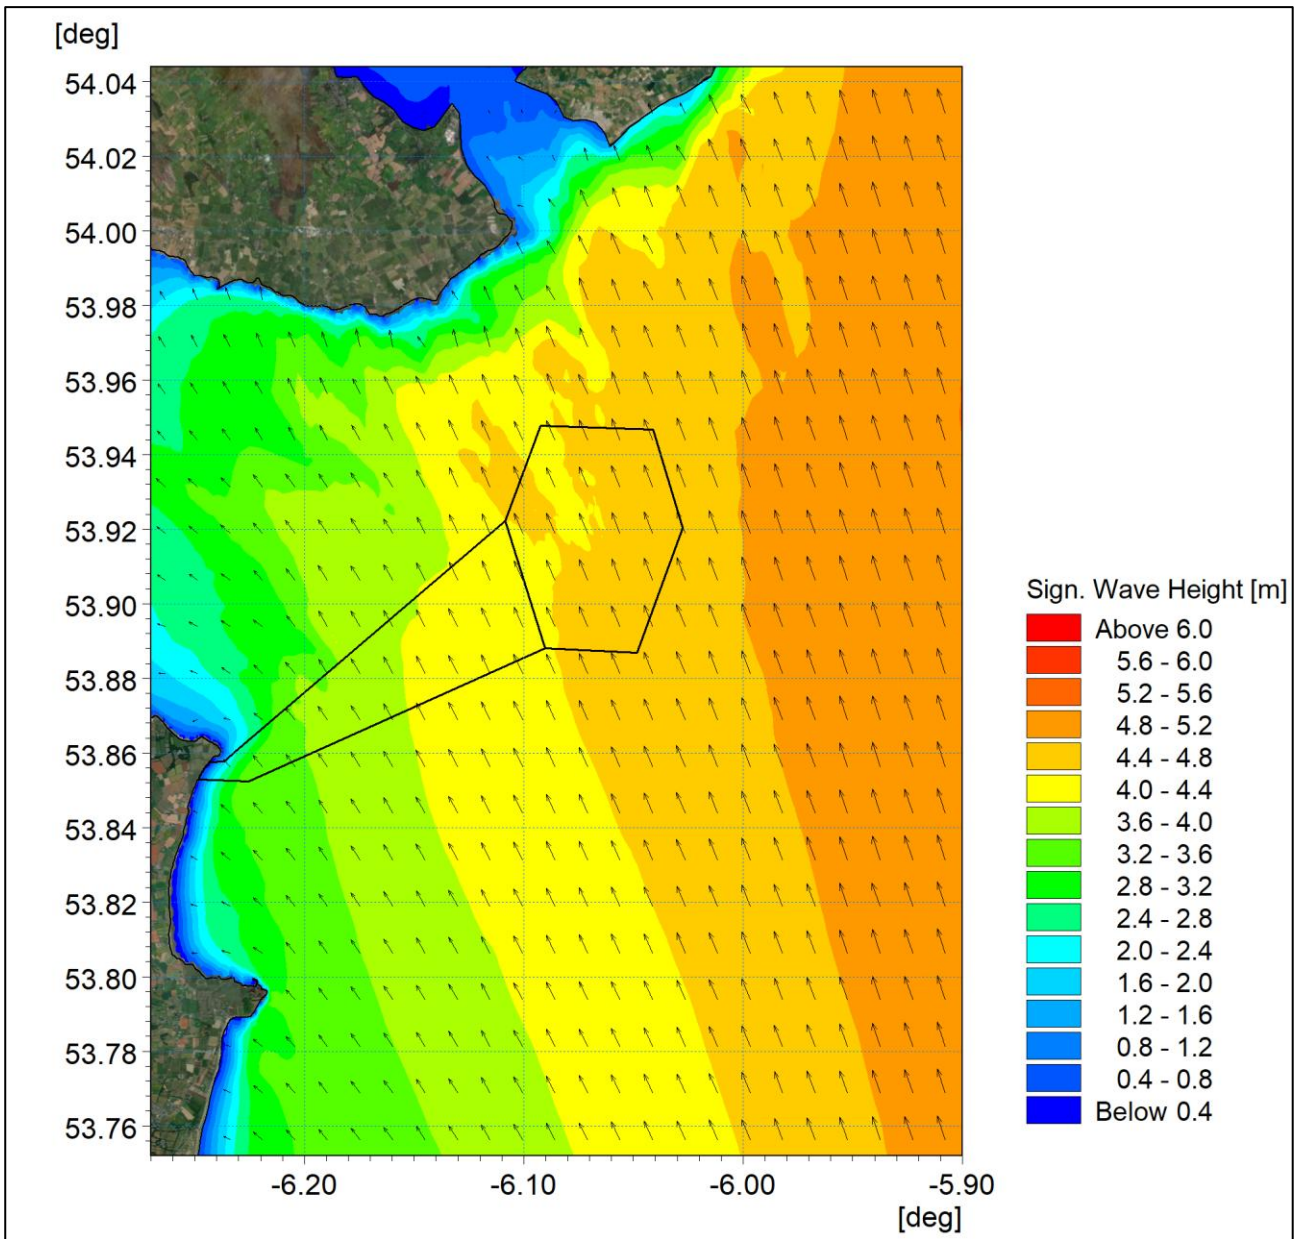 [deg]
54.04
54.02
54.00
53.98
53.96
53.94
53.92
53.90
53.88
53.86
53.84
53.82
53.80
53.78
53.76
-6.20 -6.10 -6.00 -5.90
[deg]
Sign. Wave Height [m]
Above 6.0
5.6 - 6.0
5.2 - 5.6
4.8 - 5.2
4.4 - 4.8
4.0 - 4.4
3.6 - 4.0
3.2 - 3.6
2.8 - 3.2
2.4 - 2.8
2.0 - 2.4
1.6 - 2.0
1.2 - 1.6
0.8 - 1.2
0.4 - 0.8
Below 0.4